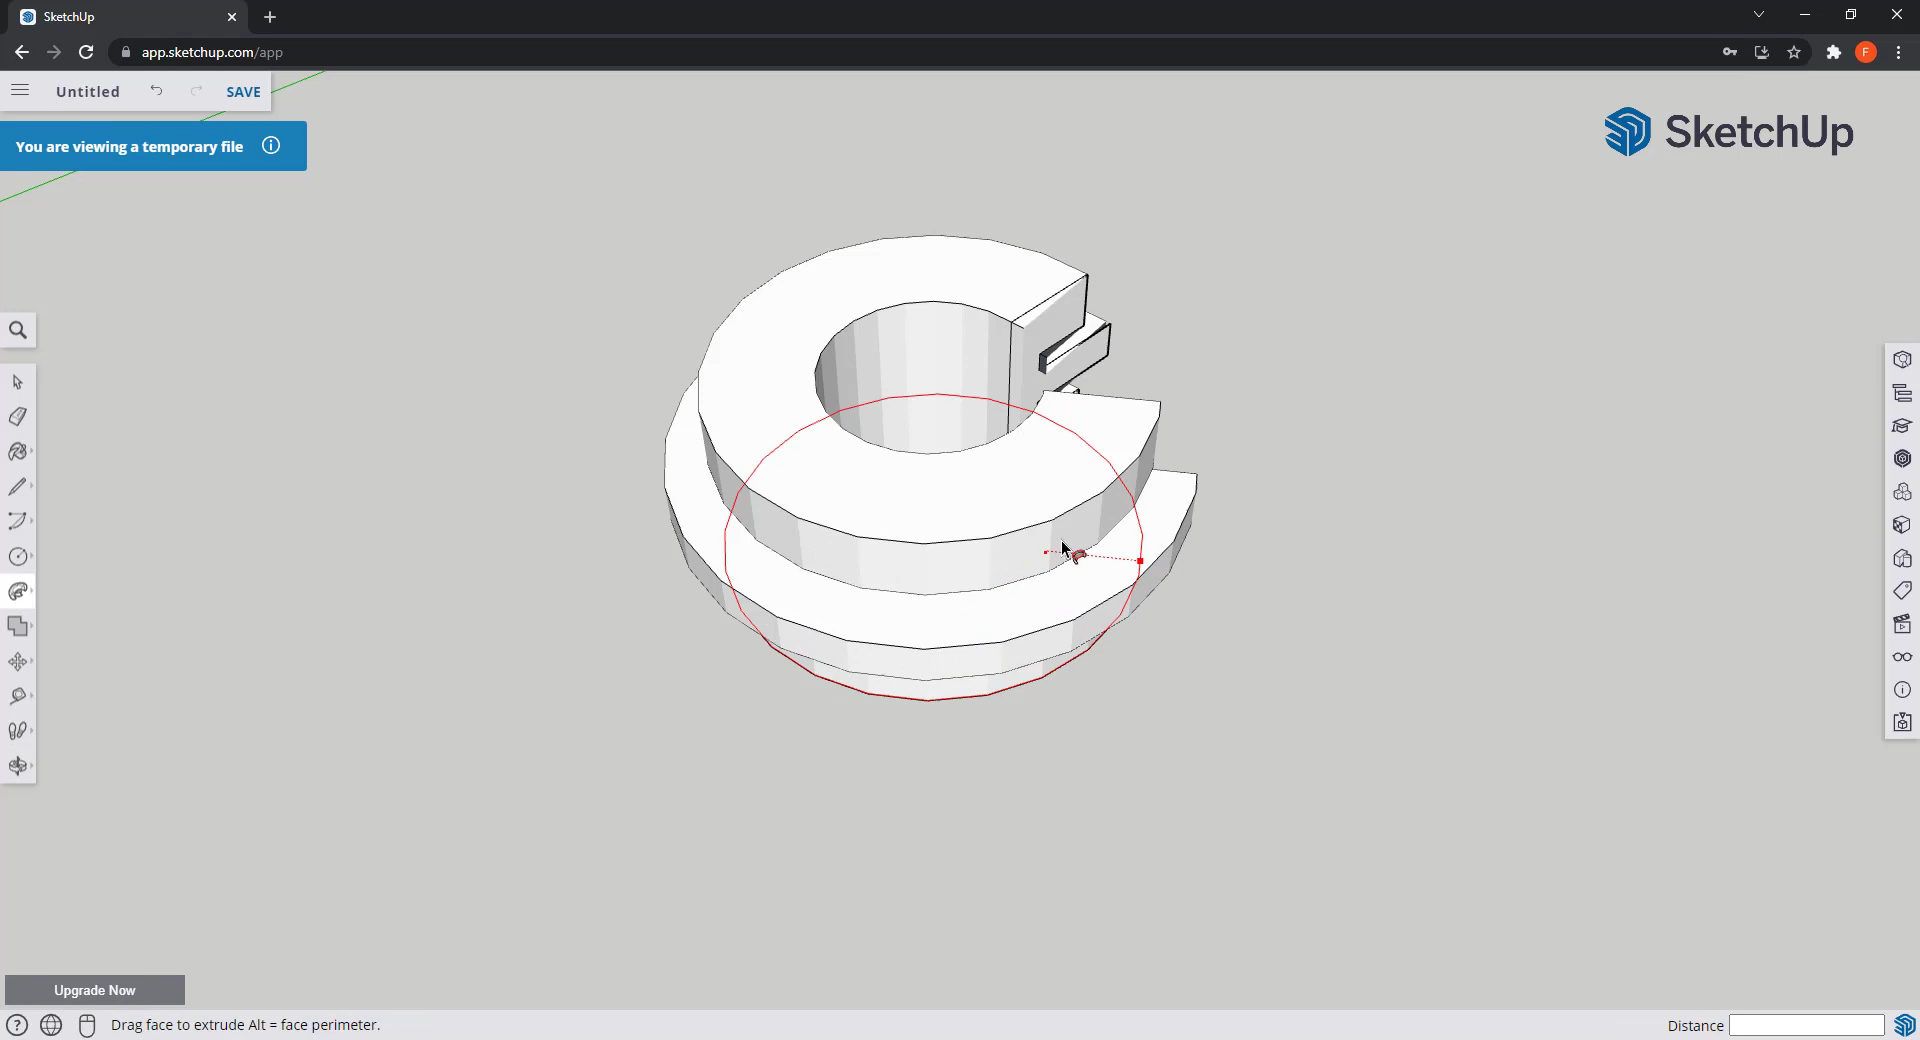 SketchUp
app.sketchup.com/app
F
Untitled
SAVE
You are viewing a temporary file
SketchUp
Upgrade Now
Drag face to extrude Alt = face perimeter.
Distance